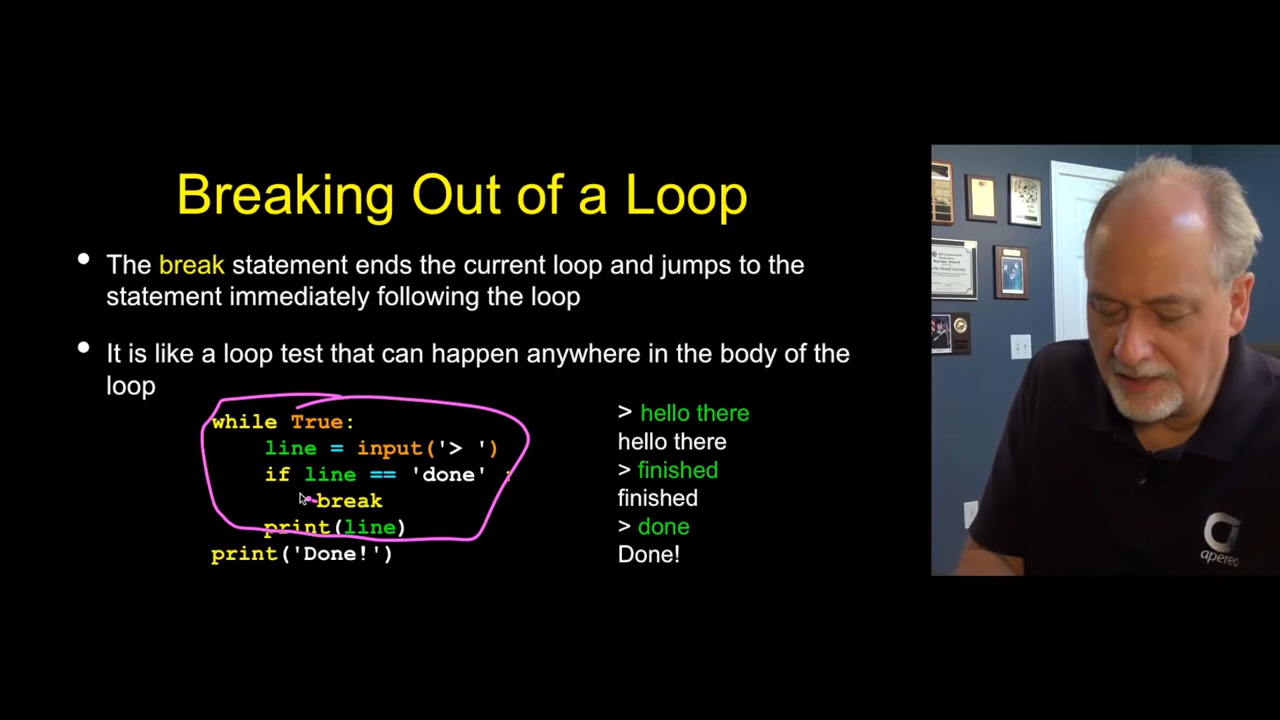 Breaking Out of a Loop
• The break statement ends the current loop and jumps to the
statement immediately following the loop
• It is like a loop test that can happen anywhere in the body of the
loop
while True:
    line = input('> ')
    if line == 'done' :
        break
    print(line)
print('Done!')
> hello there
hello there
> finished
finished
> done
Done!
apereo